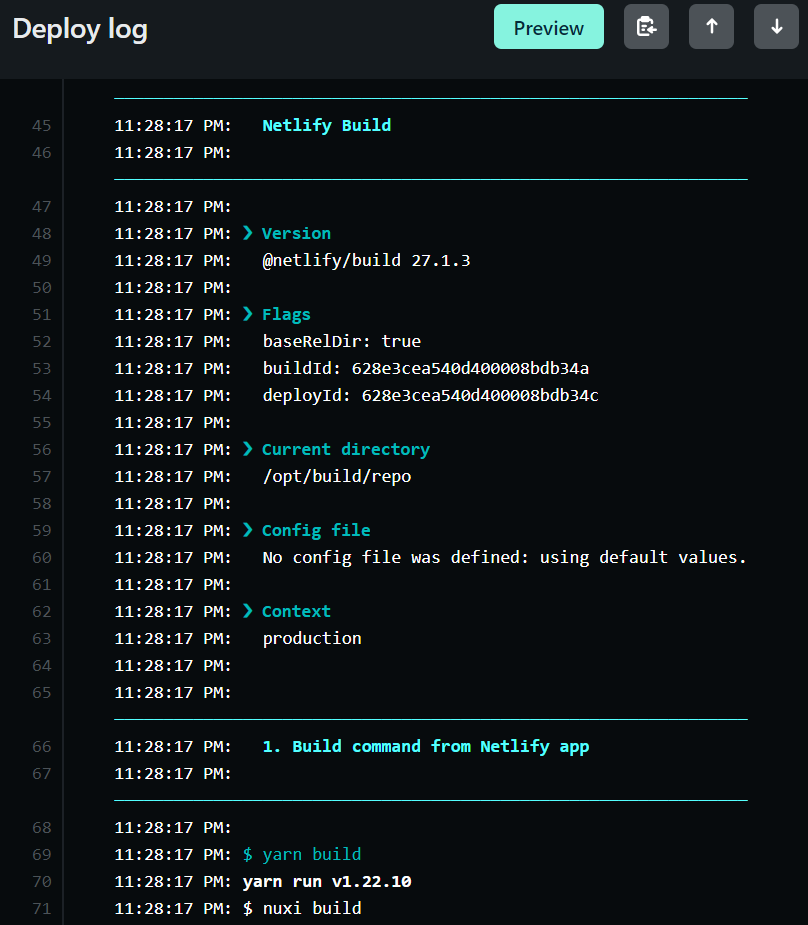 Deploy log
Preview
45 11:28:17 PM: Netlify Build
46 11:28:17 PM:
47 11:28:17 PM:
48 11:28:17 PM: ❯ Version
49 11:28:17 PM: @netlify/build 27.1.3
50 11:28:17 PM:
51 11:28:17 PM: ❯ Flags
52 11:28:17 PM: baseRelDir: true
53 11:28:17 PM: buildId: 628e3cea540d400008bdb34a
54 11:28:17 PM: deployId: 628e3cea540d400008bdb34c
55 11:28:17 PM:
56 11:28:17 PM: ❯ Current directory
57 11:28:17 PM: /opt/build/repo
58 11:28:17 PM:
59 11:28:17 PM: ❯ Config file
60 11:28:17 PM: No config file was defined: using default values.
61 11:28:17 PM:
62 11:28:17 PM: ❯ Context
63 11:28:17 PM: production
64 11:28:17 PM:
65 11:28:17 PM:
66 11:28:17 PM: 1. Build command from Netlify app
67 11:28:17 PM:
68 11:28:17 PM:
69 11:28:17 PM: $ yarn build
70 11:28:17 PM: yarn run v1.22.10
71 11:28:17 PM: $ nuxi build